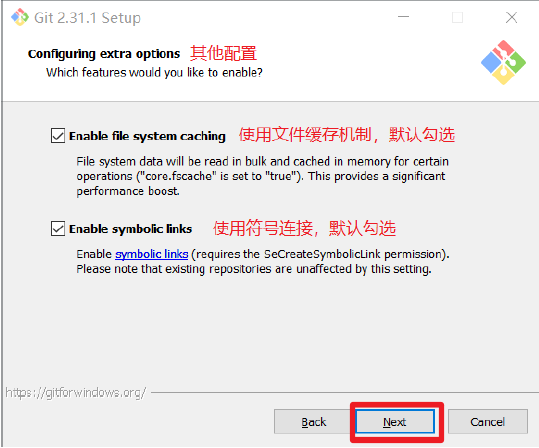 Git 2.31.1 Setup
Configuring extra options 其他配置
Which features would you like to enable?
Enable file system caching 使用文件缓存机制，默认勾选
File system data will be read in bulk and cached in memory for certain
operations ("core.fscache" is set to "true"). This provides a significant
performance boost.
Enable symbolic links 使用符号连接，默认勾选
Enable symbolic links (requires the SeCreateSymbolicLink permission).
Please note that existing repositories are unaffected by this setting.
https://gitforwindows.org/
Back Next Cancel